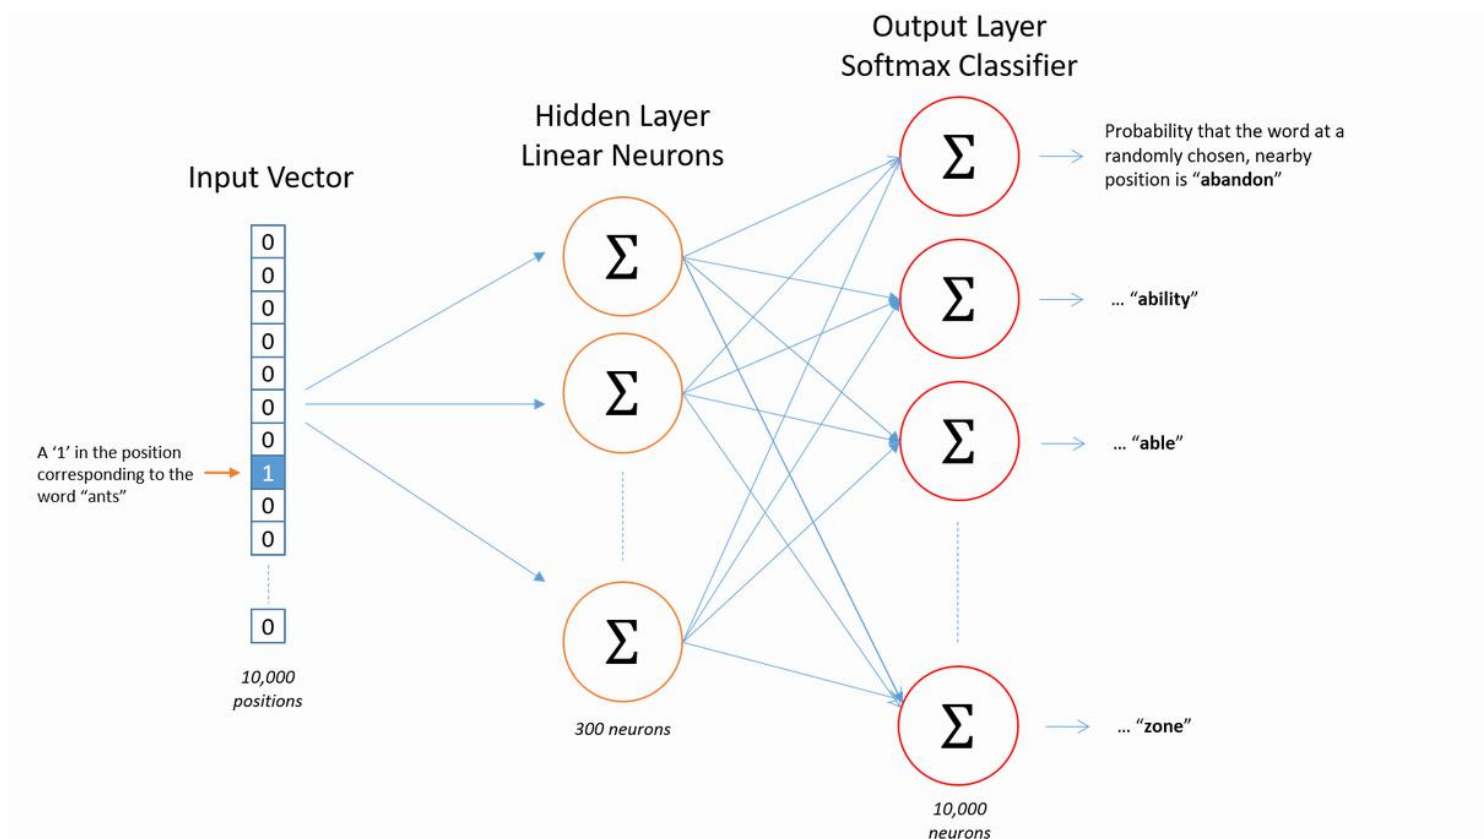 Output Layer
Softmax Classifier
Hidden Layer
Linear Neurons
Input Vector
0
0
0
0
0
0
0
1
0
0
0
A ‘1’ in the position
corresponding to the
word “ants”
10,000
positions
Σ
Σ
Σ
300 neurons
Σ
Σ
Σ
Σ
10,000
neurons
Probability that the word at a
randomly chosen, nearby
position is “abandon”
... “ability”
... “able”
... “zone”